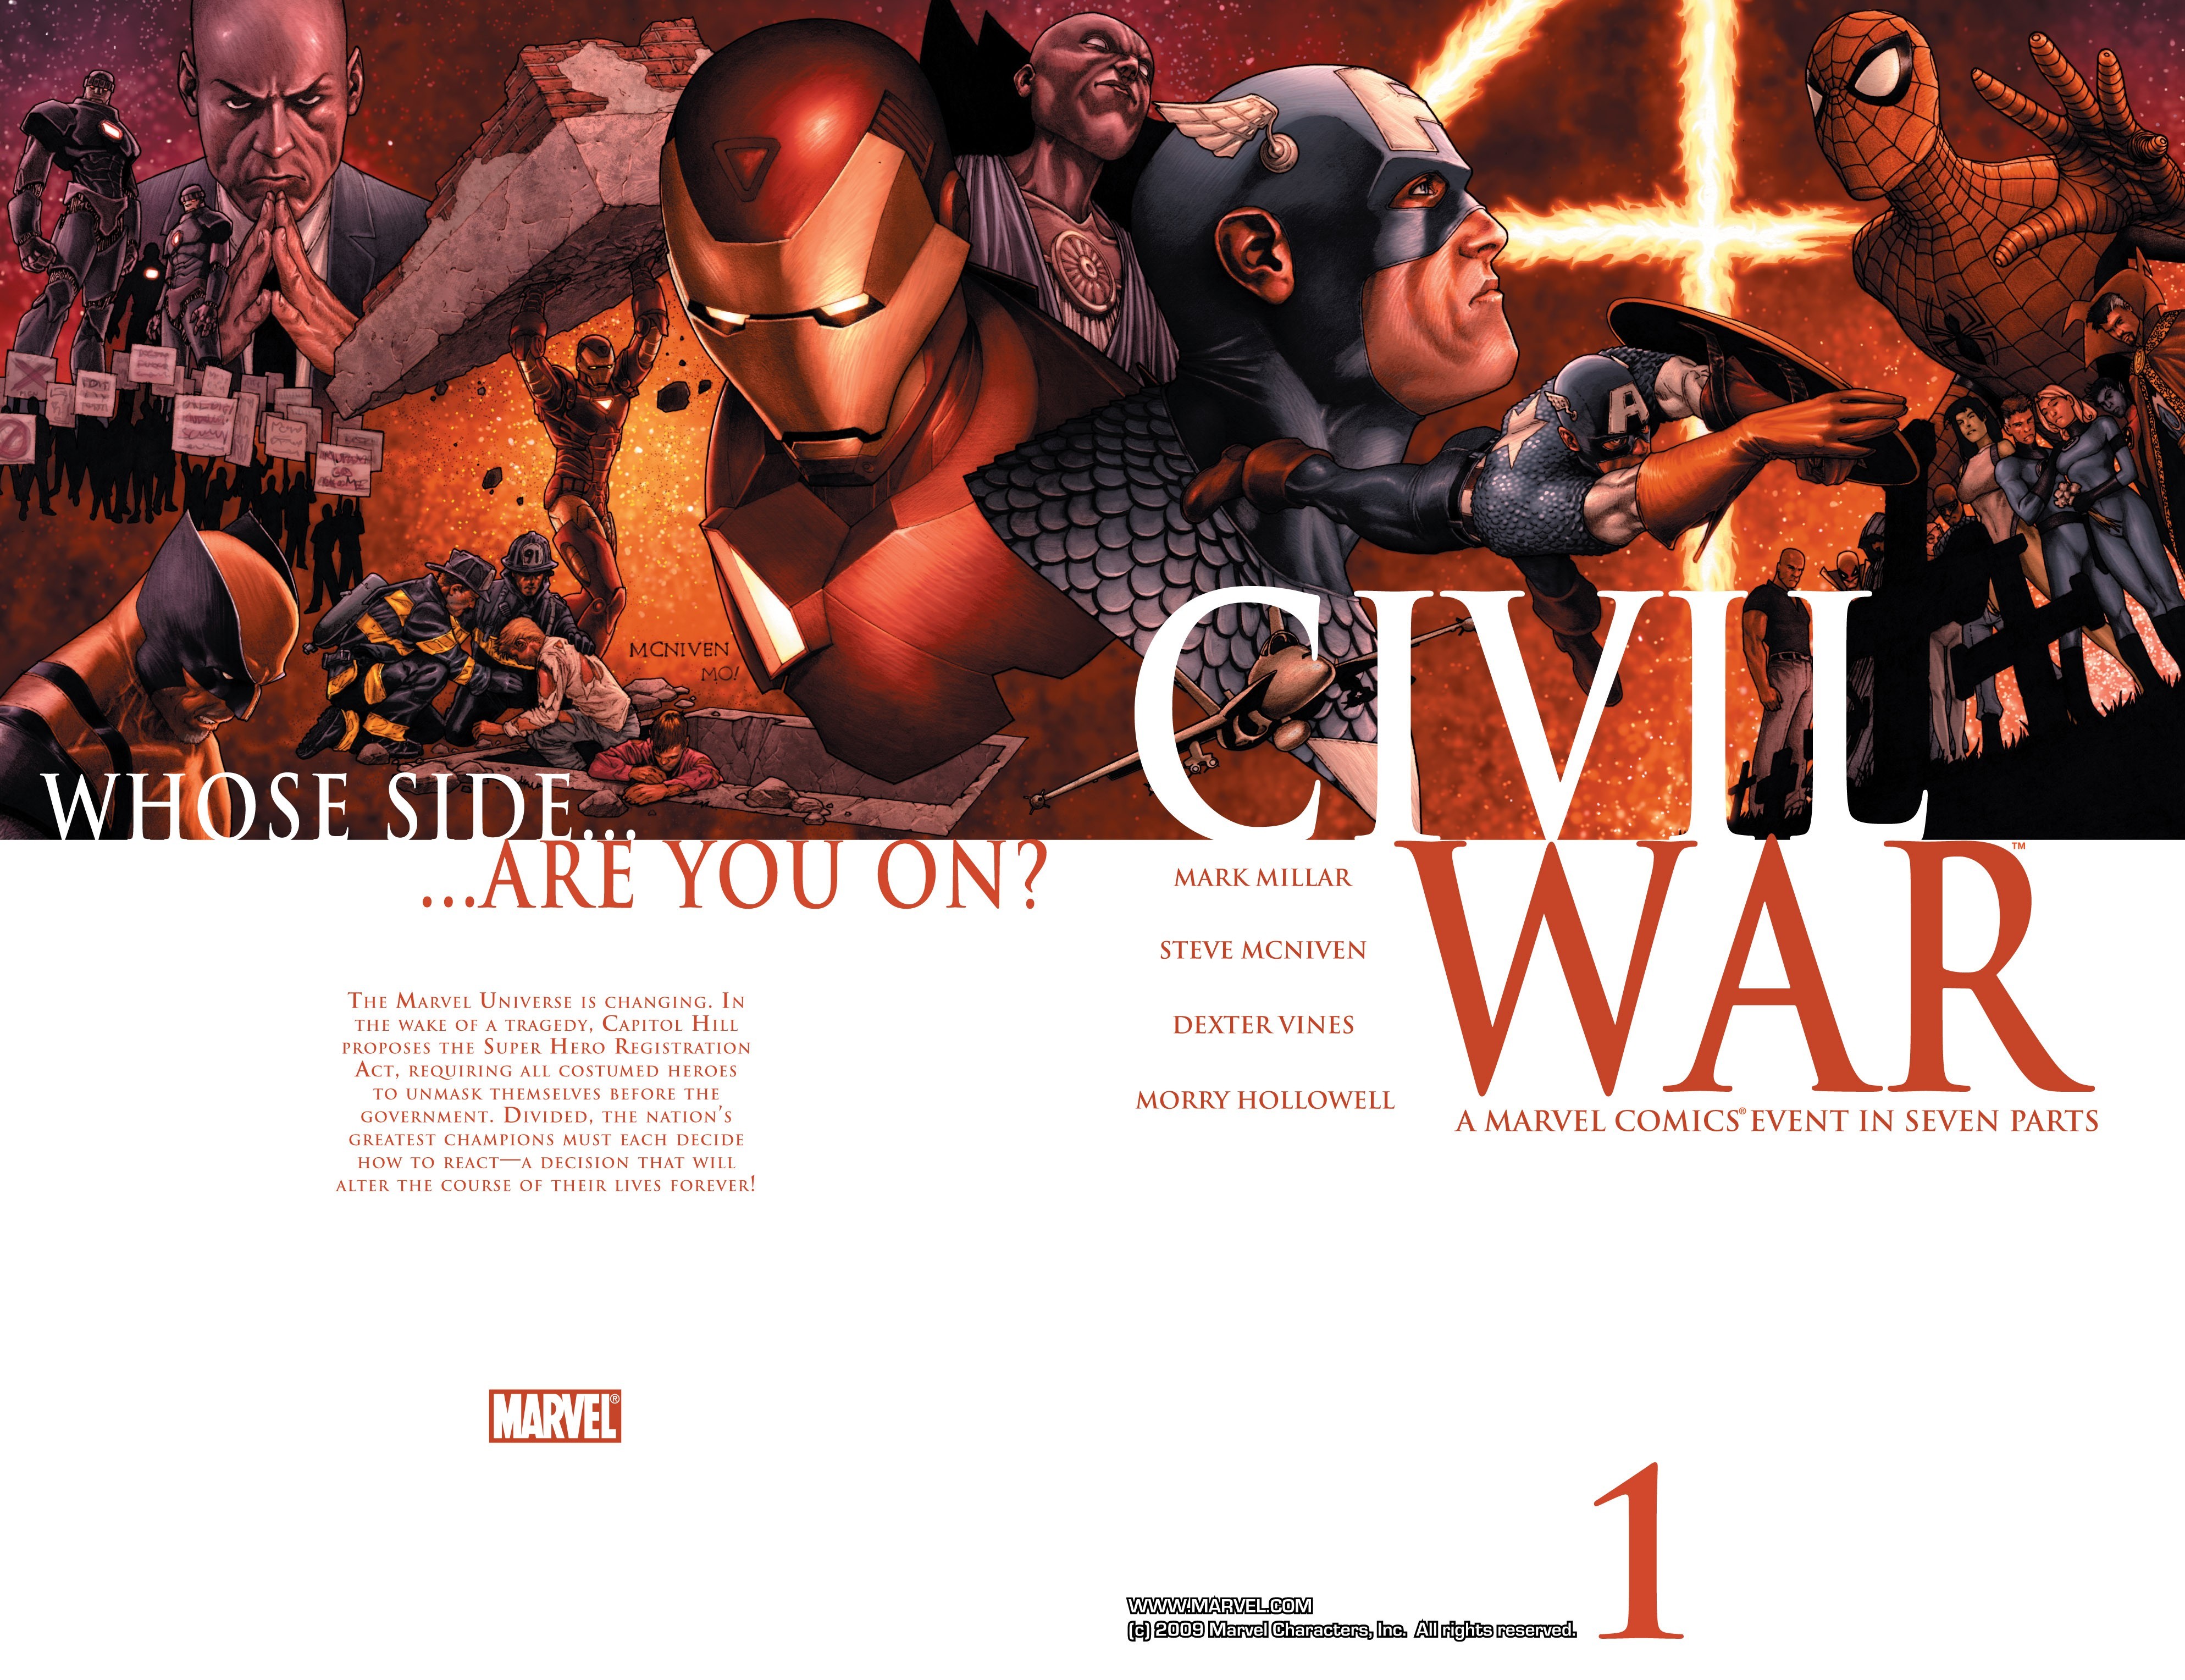 WHOSE SIDE...
...ARE YOU ON?
THE MARVEL UNIVERSE IS CHANGING. IN
THE WAKE OF A TRAGEDY, CAPITOL HILL
PROPOSES THE SUPER HERO REGISTRATION
ACT, REQUIRING ALL COSTUMED HEROES
TO UNMASK THEMSELVES BEFORE THE
GOVERNMENT. DIVIDED, THE NATION'S
GREATEST CHAMPIONS MUST EACH DECIDE
HOW TO REACT—A DECISION THAT WILL
ALTER THE COURSE OF THEIR LIVES FOREVER!
MARVEL®
MCNIVEN
MO!
91
A
4
CIVIL
WAR™
MARK MILLAR
STEVE MCNIVEN
DEXTER VINES
MORRY HOLLOWELL
A MARVEL COMICS® EVENT IN SEVEN PARTS
1
WWW.MARVEL.COM
(c) 2009 Marvel Characters, Inc. All rights reserved.